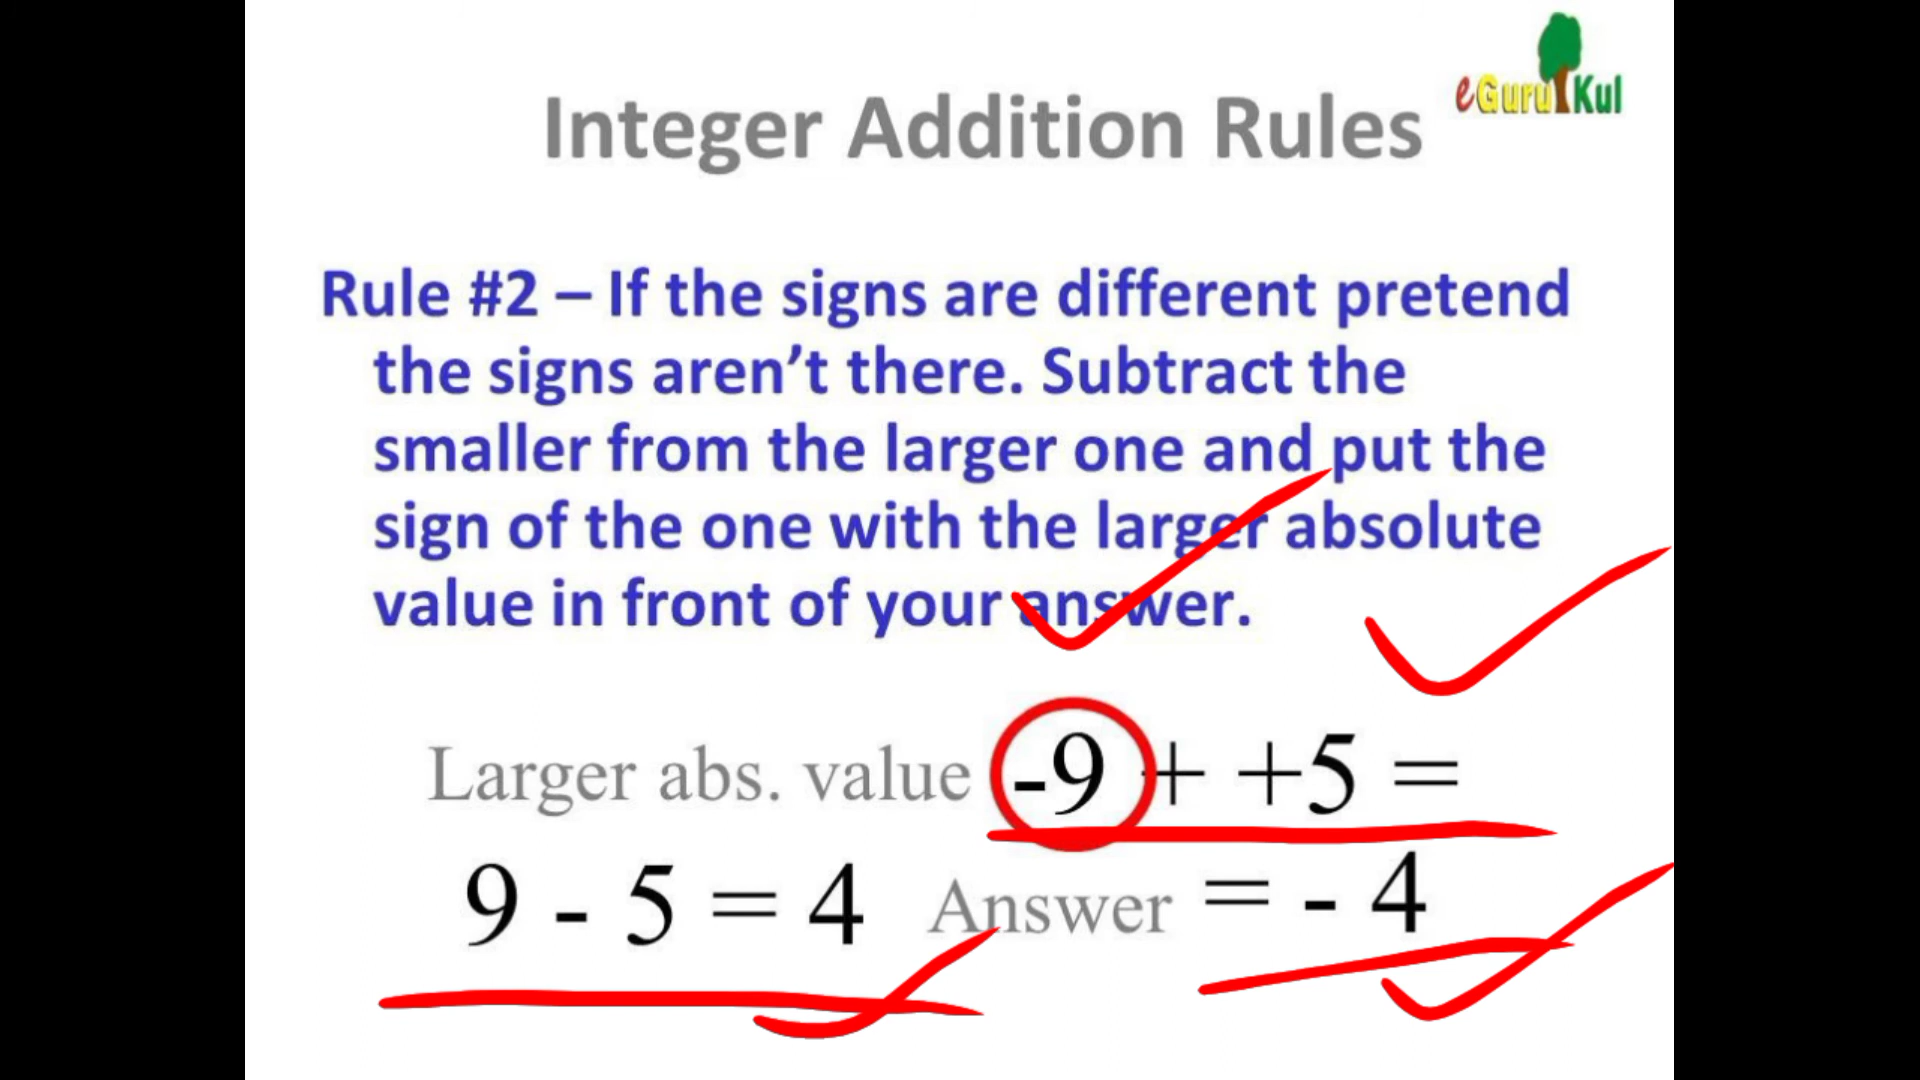 eGuruKul
Integer Addition Rules
Rule #2 – If the signs are different pretend
the signs aren’t there. Subtract the
smaller from the larger one and put the
sign of the one with the larger absolute
value in front of your answer.
Larger abs. value -9 + +5 =
9 - 5 = 4 Answer = - 4